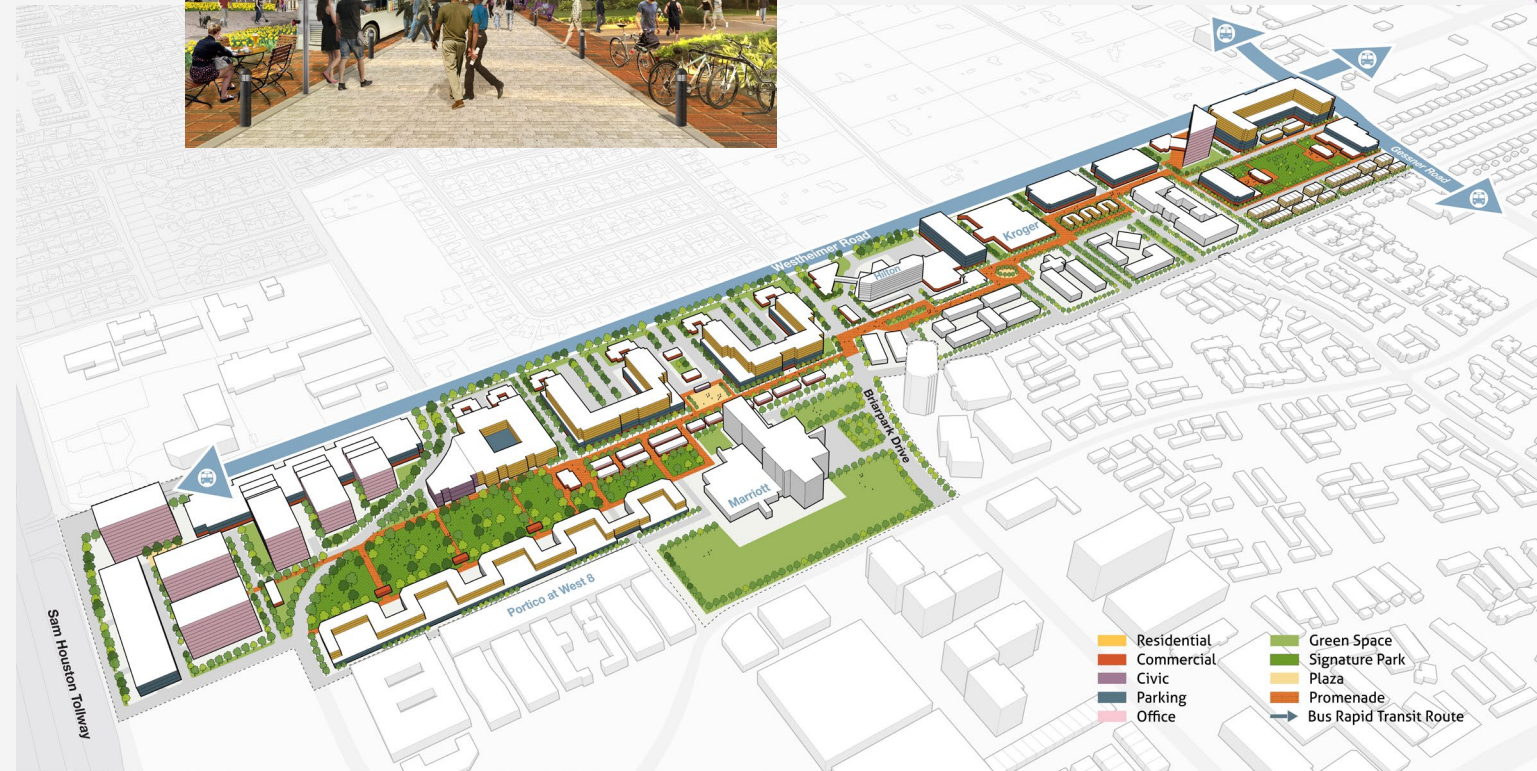 Gessner Road
Westheimer Road
Kroger
Hilton
Briarpark Drive
Marriott
Portico at West 8
Sam Houston Tollway
Residential
Commercial
Civic
Parking
Office
Green Space
Signature Park
Plaza
Promenade
Bus Rapid Transit Route